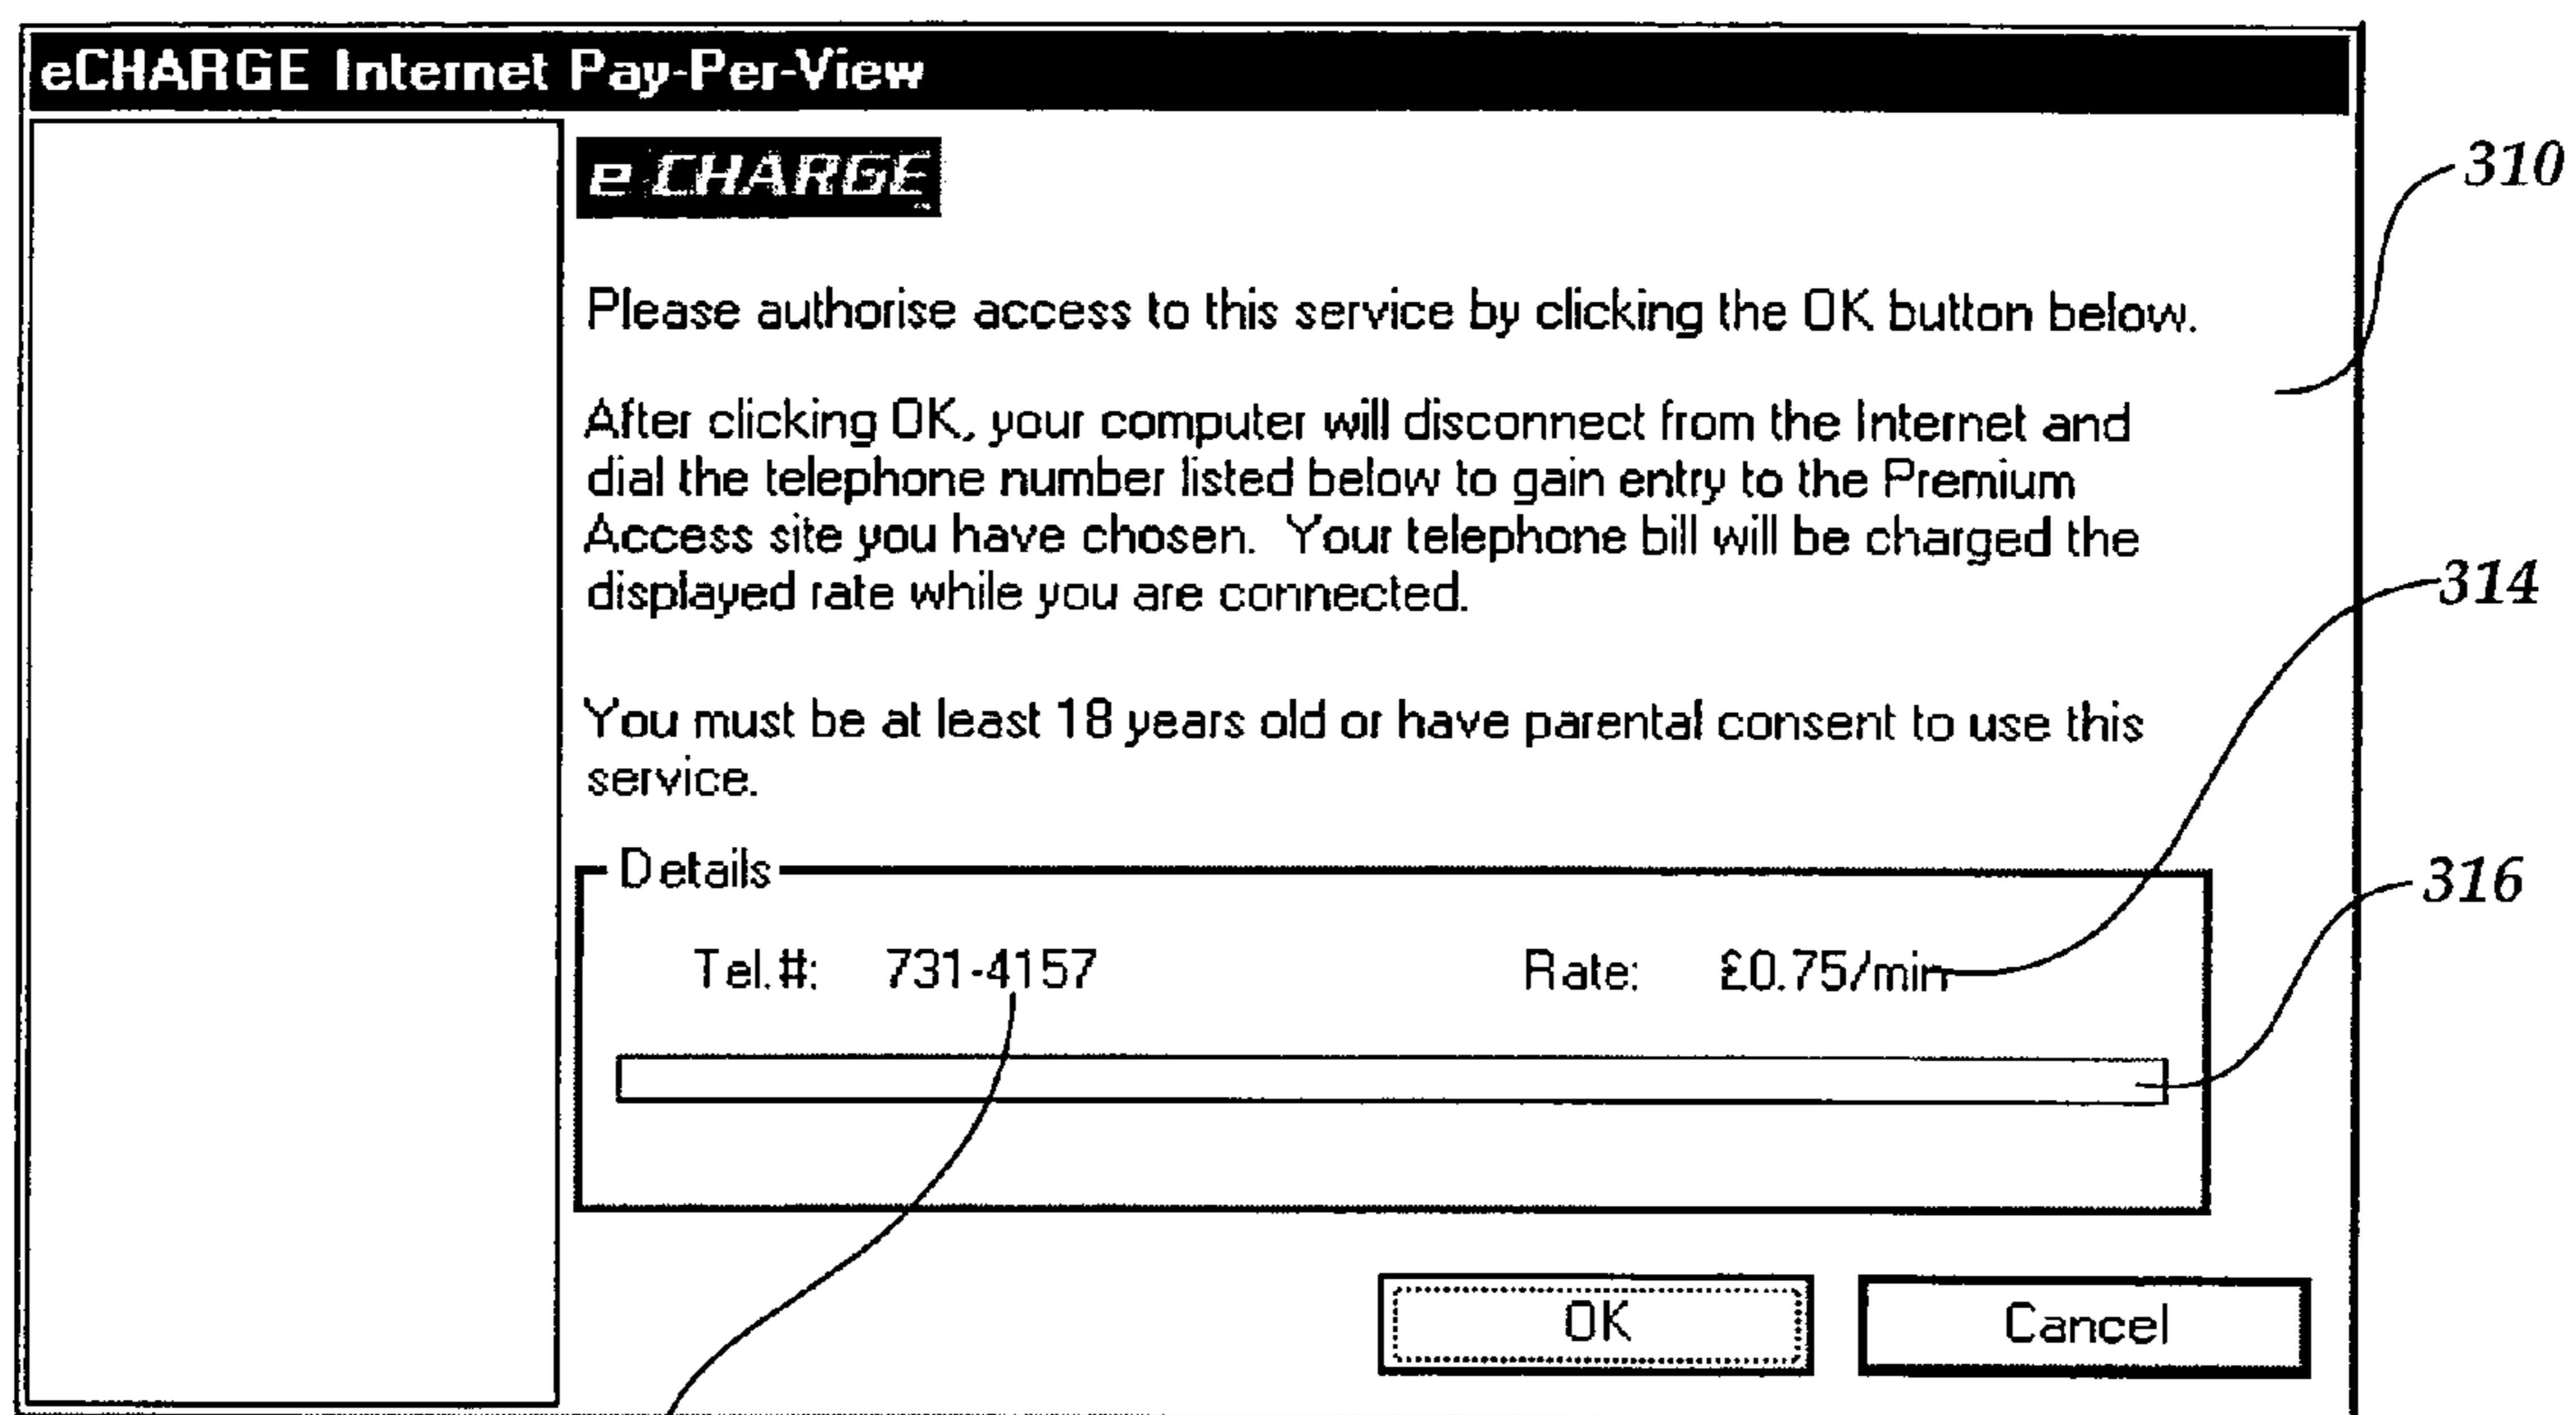 eCHARGE Internet Pay-Per-View
e CHARGE
310
Please authorise access to this service by clicking the OK button below.
After clicking OK, your computer will disconnect from the Internet and
dial the telephone number listed below to gain entry to the Premium
Access site you have chosen. Your telephone bill will be charged the
displayed rate while you are connected.
314
You must be at least 18 years old or have parental consent to use this
service.
Details
316
Tel.#: 731-4157 Rate: £0.75/min
OK Cancel